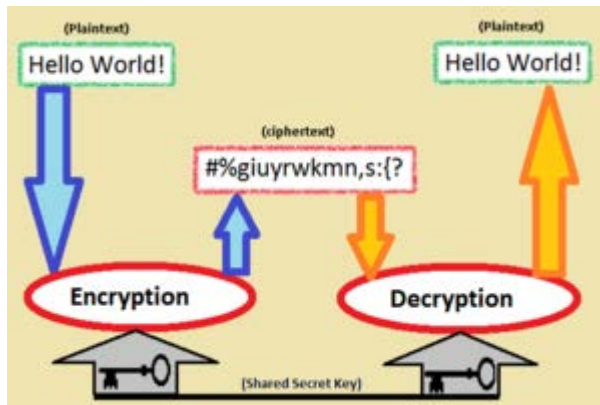 (Plaintext)
Hello World!
(Plaintext)
Hello World!
(ciphertext)
#%giuyrwkmn,s:{?
Encryption
Decryption
(Shared Secret Key)